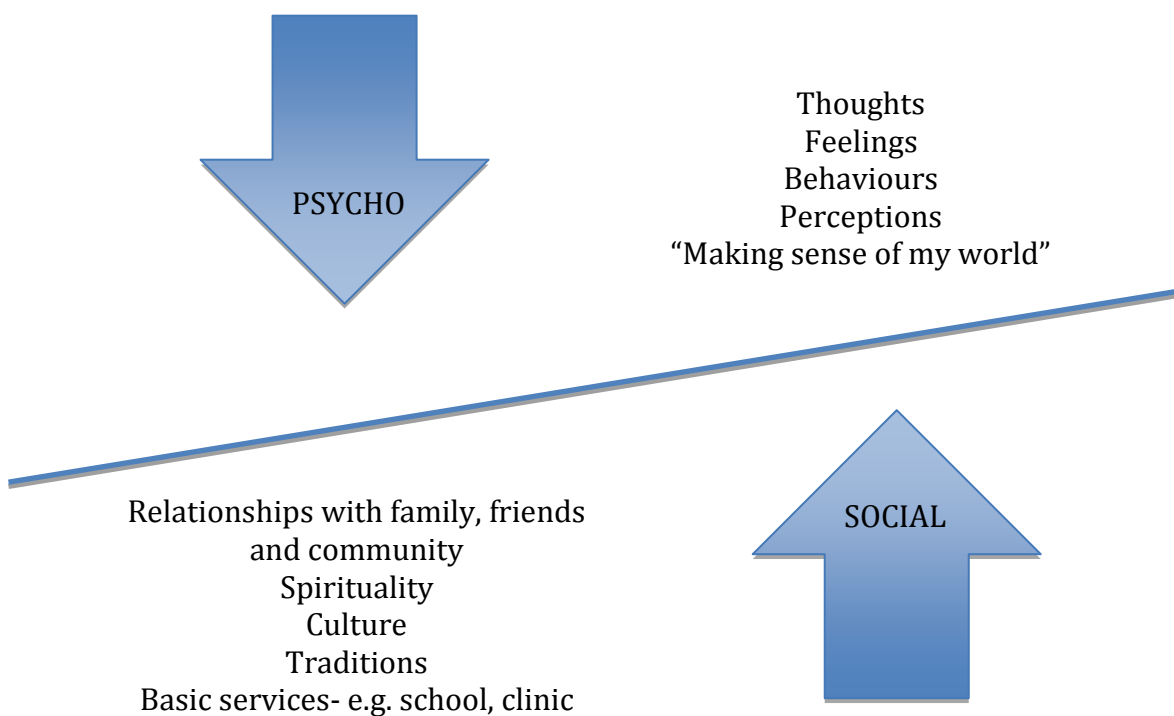 PSYCHO
Thoughts
Feelings
Behaviours
Perceptions
“Making sense of my world”
Relationships with family, friends
and community
Spirituality
Culture
Traditions
Basic services- e.g. school, clinic
SOCIAL